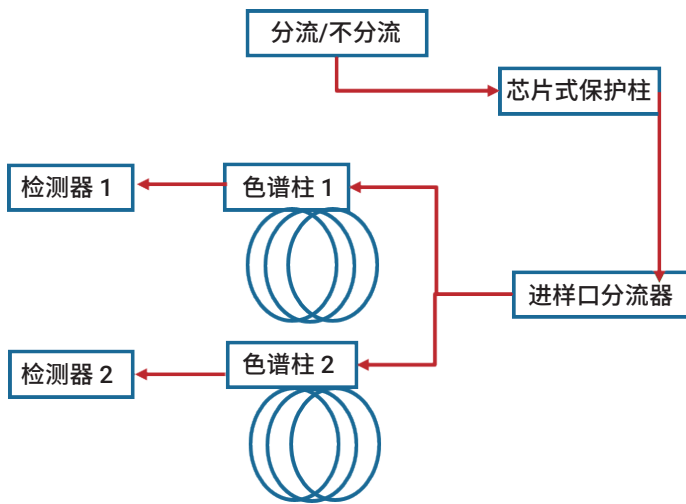 分流/不分流
芯片式保护柱
检测器 1
色谱柱 1
进样口分流器
检测器 2
色谱柱 2